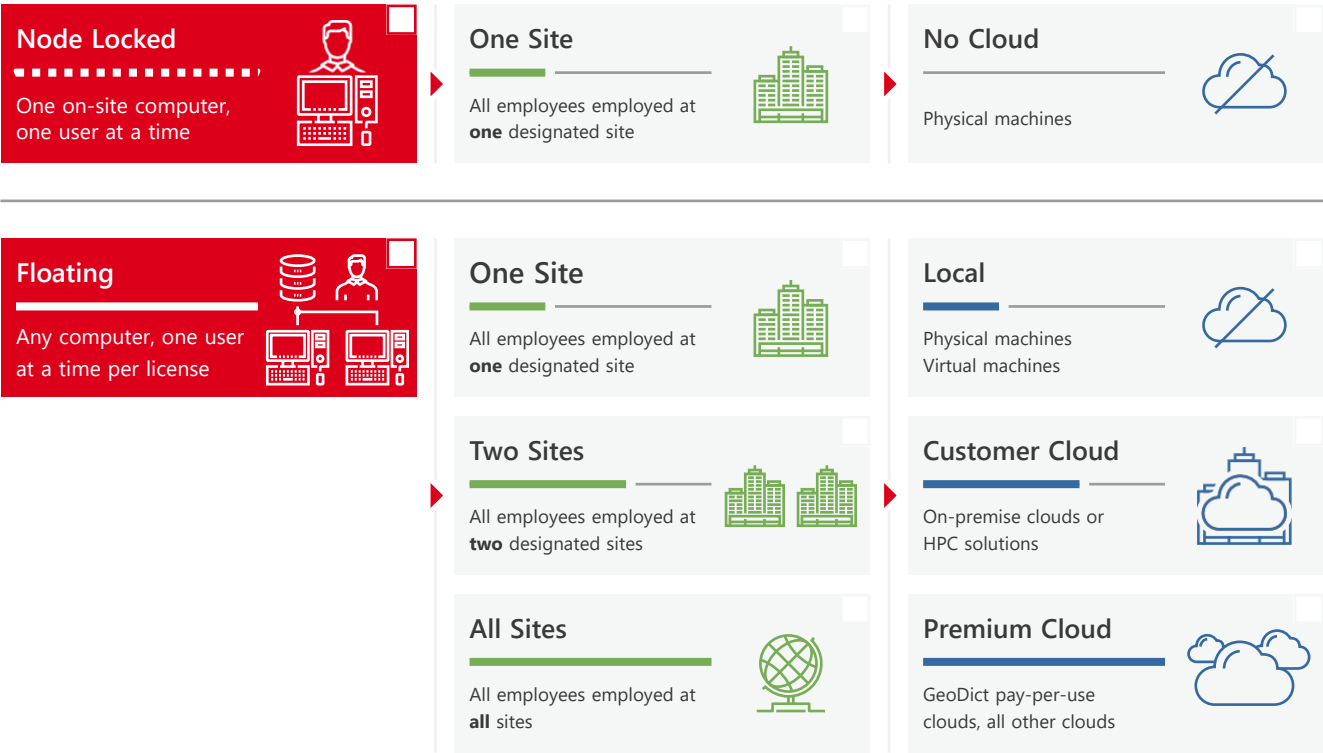 Node Locked
One on-site computer,
one user at a time
One Site
All employees employed at
one designated site
No Cloud
Physical machines
Floating
Any computer, one user
at a time per license
One Site
All employees employed at
one designated site
Local
Physical machines
Virtual machines
Two Sites
All employees employed at
two designated sites
Customer Cloud
On-premise clouds or
HPC solutions
All Sites
All employees employed at
all sites
Premium Cloud
GeoDict pay-per-use
clouds, all other clouds